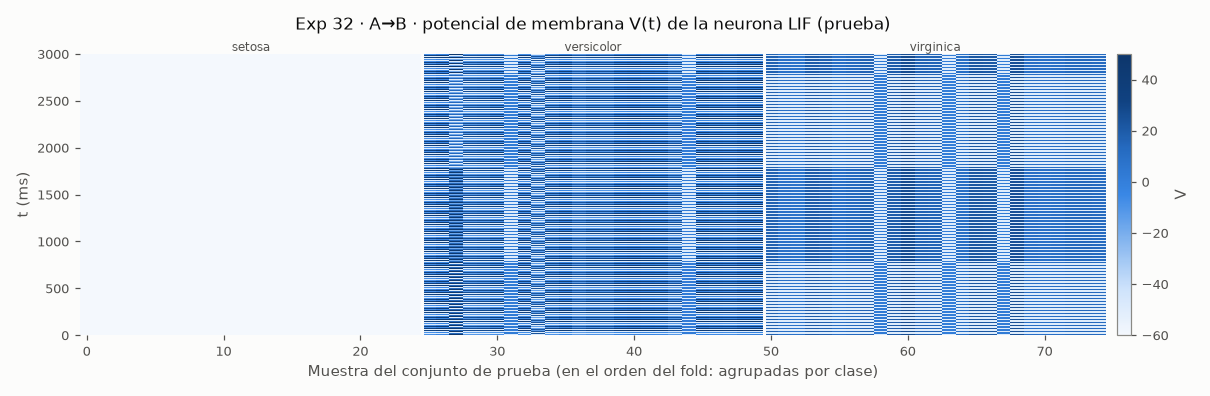 Exp 32 · A→B · potencial de membrana V(t) de la neurona LIF (prueba)
setosa versicolor virginica
3000
2500
2000
1500
1000
500
0
t (ms)
0 10 20 30 40 50 60 70
Muestra del conjunto de prueba (en el orden del fold: agrupadas por clase)
40
20
0
−20
−40
−60
V